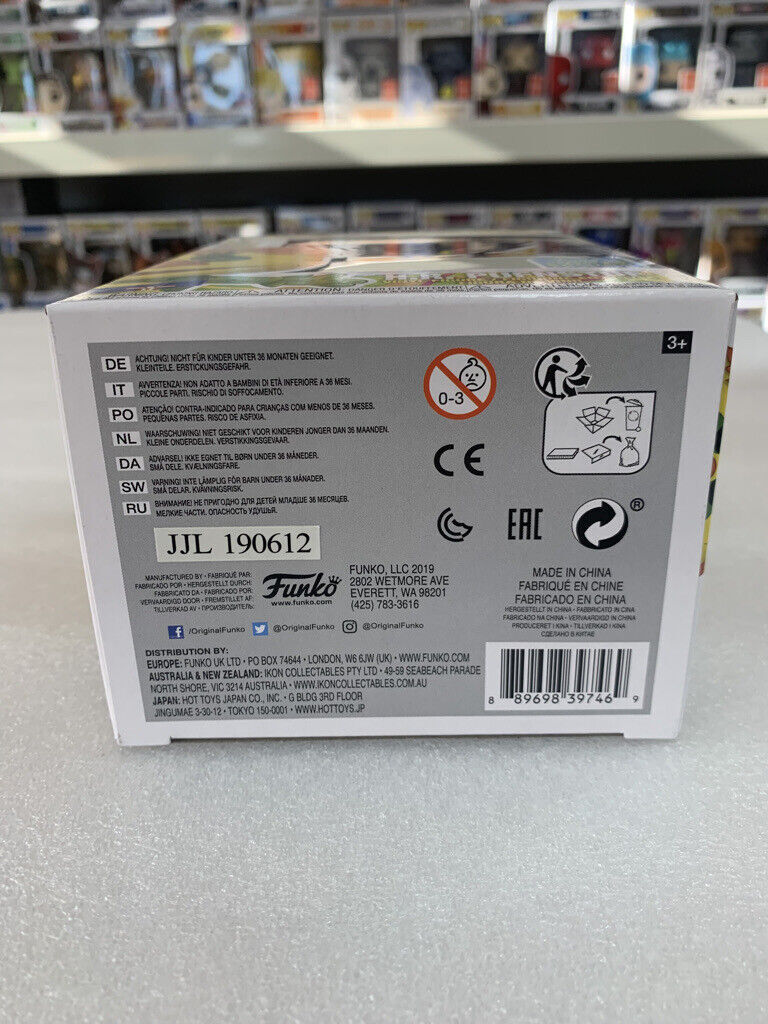 H.R. PUFNSTUF
3+
DE ACHTUNG! NICHT FÜR KINDER UNTER 36 MONATEN GEEIGNET.
KLEINTEILE. ERSTICKUNGSGEFAHR.
IT AVVERTENZA! NON ADATTO A BAMBINI DI ETÀ INFERIORE A 36 MESI.
PICCOLE PARTI. RISCHIO DI SOFFOCAMENTO.
PO ATENÇÃO! CONTRA-INDICADO PARA CRIANÇAS COM MENOS DE 36 MESES.
PEQUENAS PARTES. RISCO DE ASFIXIA.
NL WAARSCHUWING! NIET GESCHIKT VOOR KINDEREN JONGER DAN 36 MAANDEN.
KLEINE ONDERDELEN. VERSTIKKINGSGEVAAR.
DA ADVARSEL! IKKE EGNET TIL BØRN UNDER 36 MÅNEDER.
SMÅ DELE. KVÆLNINGSFARE.
SW VARNING! INTE LÄMPLIG FÖR BARN UNDER 36 MÅNADER.
SMÅ DELAR. KVÄVNINGSRISK.
RU ВНИМАНИЕ! НЕ ПРИГОДНО ДЛЯ ДЕТЕЙ МЛАДШЕ 36 МЕСЯЦЕВ.
МЕЛКИЕ ЧАСТИ. ОПАСНОСТЬ УДУШЬЯ.
0-3
CE
EAC
®
JJL 190612
MANUFACTURED BY • FABRIQUÉ PAR:
FABRICADO POR • HERGESTELLT DURCH:
FABBRICATO DA • FABRICADO POR:
VERVAARDIGD DOOR • FREMSTILLET AF:
TILLVERKAD AV • ПРОИЗВОДИТЕЛЬ:
Funko
www.funko.com
FUNKO, LLC 2019
2802 WETMORE AVE
EVERETT, WA 98201
(425) 783-3616
/OriginalFunko @OriginalFunko @OriginalFunko
MADE IN CHINA
FABRIQUÉ EN CHINE
FABRICADO EN CHINA
HERGESTELLT IN CHINA • FABBRICATO IN CINA
FABRICADO NA CHINA • VERVAARDIGD IN CHINA
PRODUCERET I KINA • TILLVERKAD I KINA
СДЕЛАНО В КИТАЕ
DISTRIBUTION BY:
EUROPE: FUNKO UK LTD • PO BOX 74644 • LONDON, W6 6JW (UK) • WWW.FUNKO.COM
AUSTRALIA & NEW ZEALAND: IKON COLLECTABLES PTY LTD • 49-59 SEABEACH PARADE
NORTH SHORE, VIC 3214 AUSTRALIA • WWW.IKONCOLLECTABLES.COM.AU
JAPAN: HOT TOYS JAPAN CO., INC. • G BLDG 3RD FLOOR
JINGUMAE 3-30-12 • TOKYO 150-0001 • WWW.HOTTOYS.JP
8 89698 39746 9